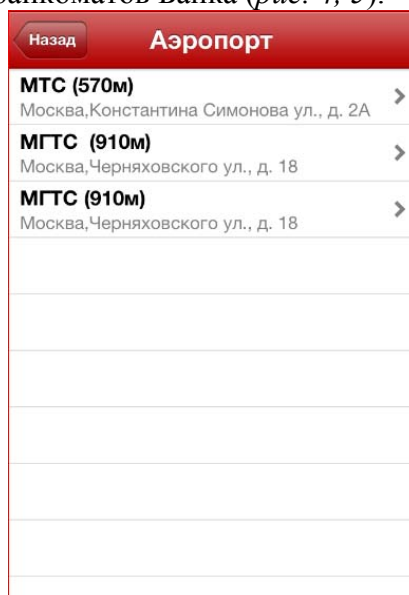 банкоматов Банка (рис. 4, 5).
Назад
Аэропорт
МТС (570м)
Москва,Константина Симонова ул., д. 2А
МГТС (910м)
Москва,Черняховского ул., д. 18
МГТС (910м)
Москва,Черняховского ул., д. 18